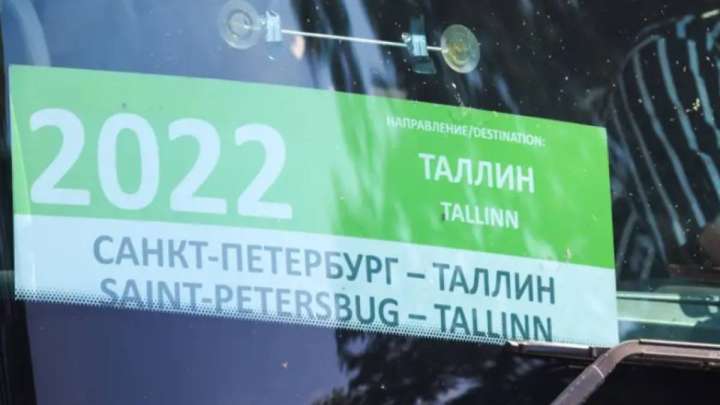 2022
НАПРАВЛЕНИЕ/DESTINATION:
ТАЛЛИН
TALLINN
САНКТ-ПЕТЕРБУРГ – ТАЛЛИН
SAINT-PETERSBUG – TALLINN